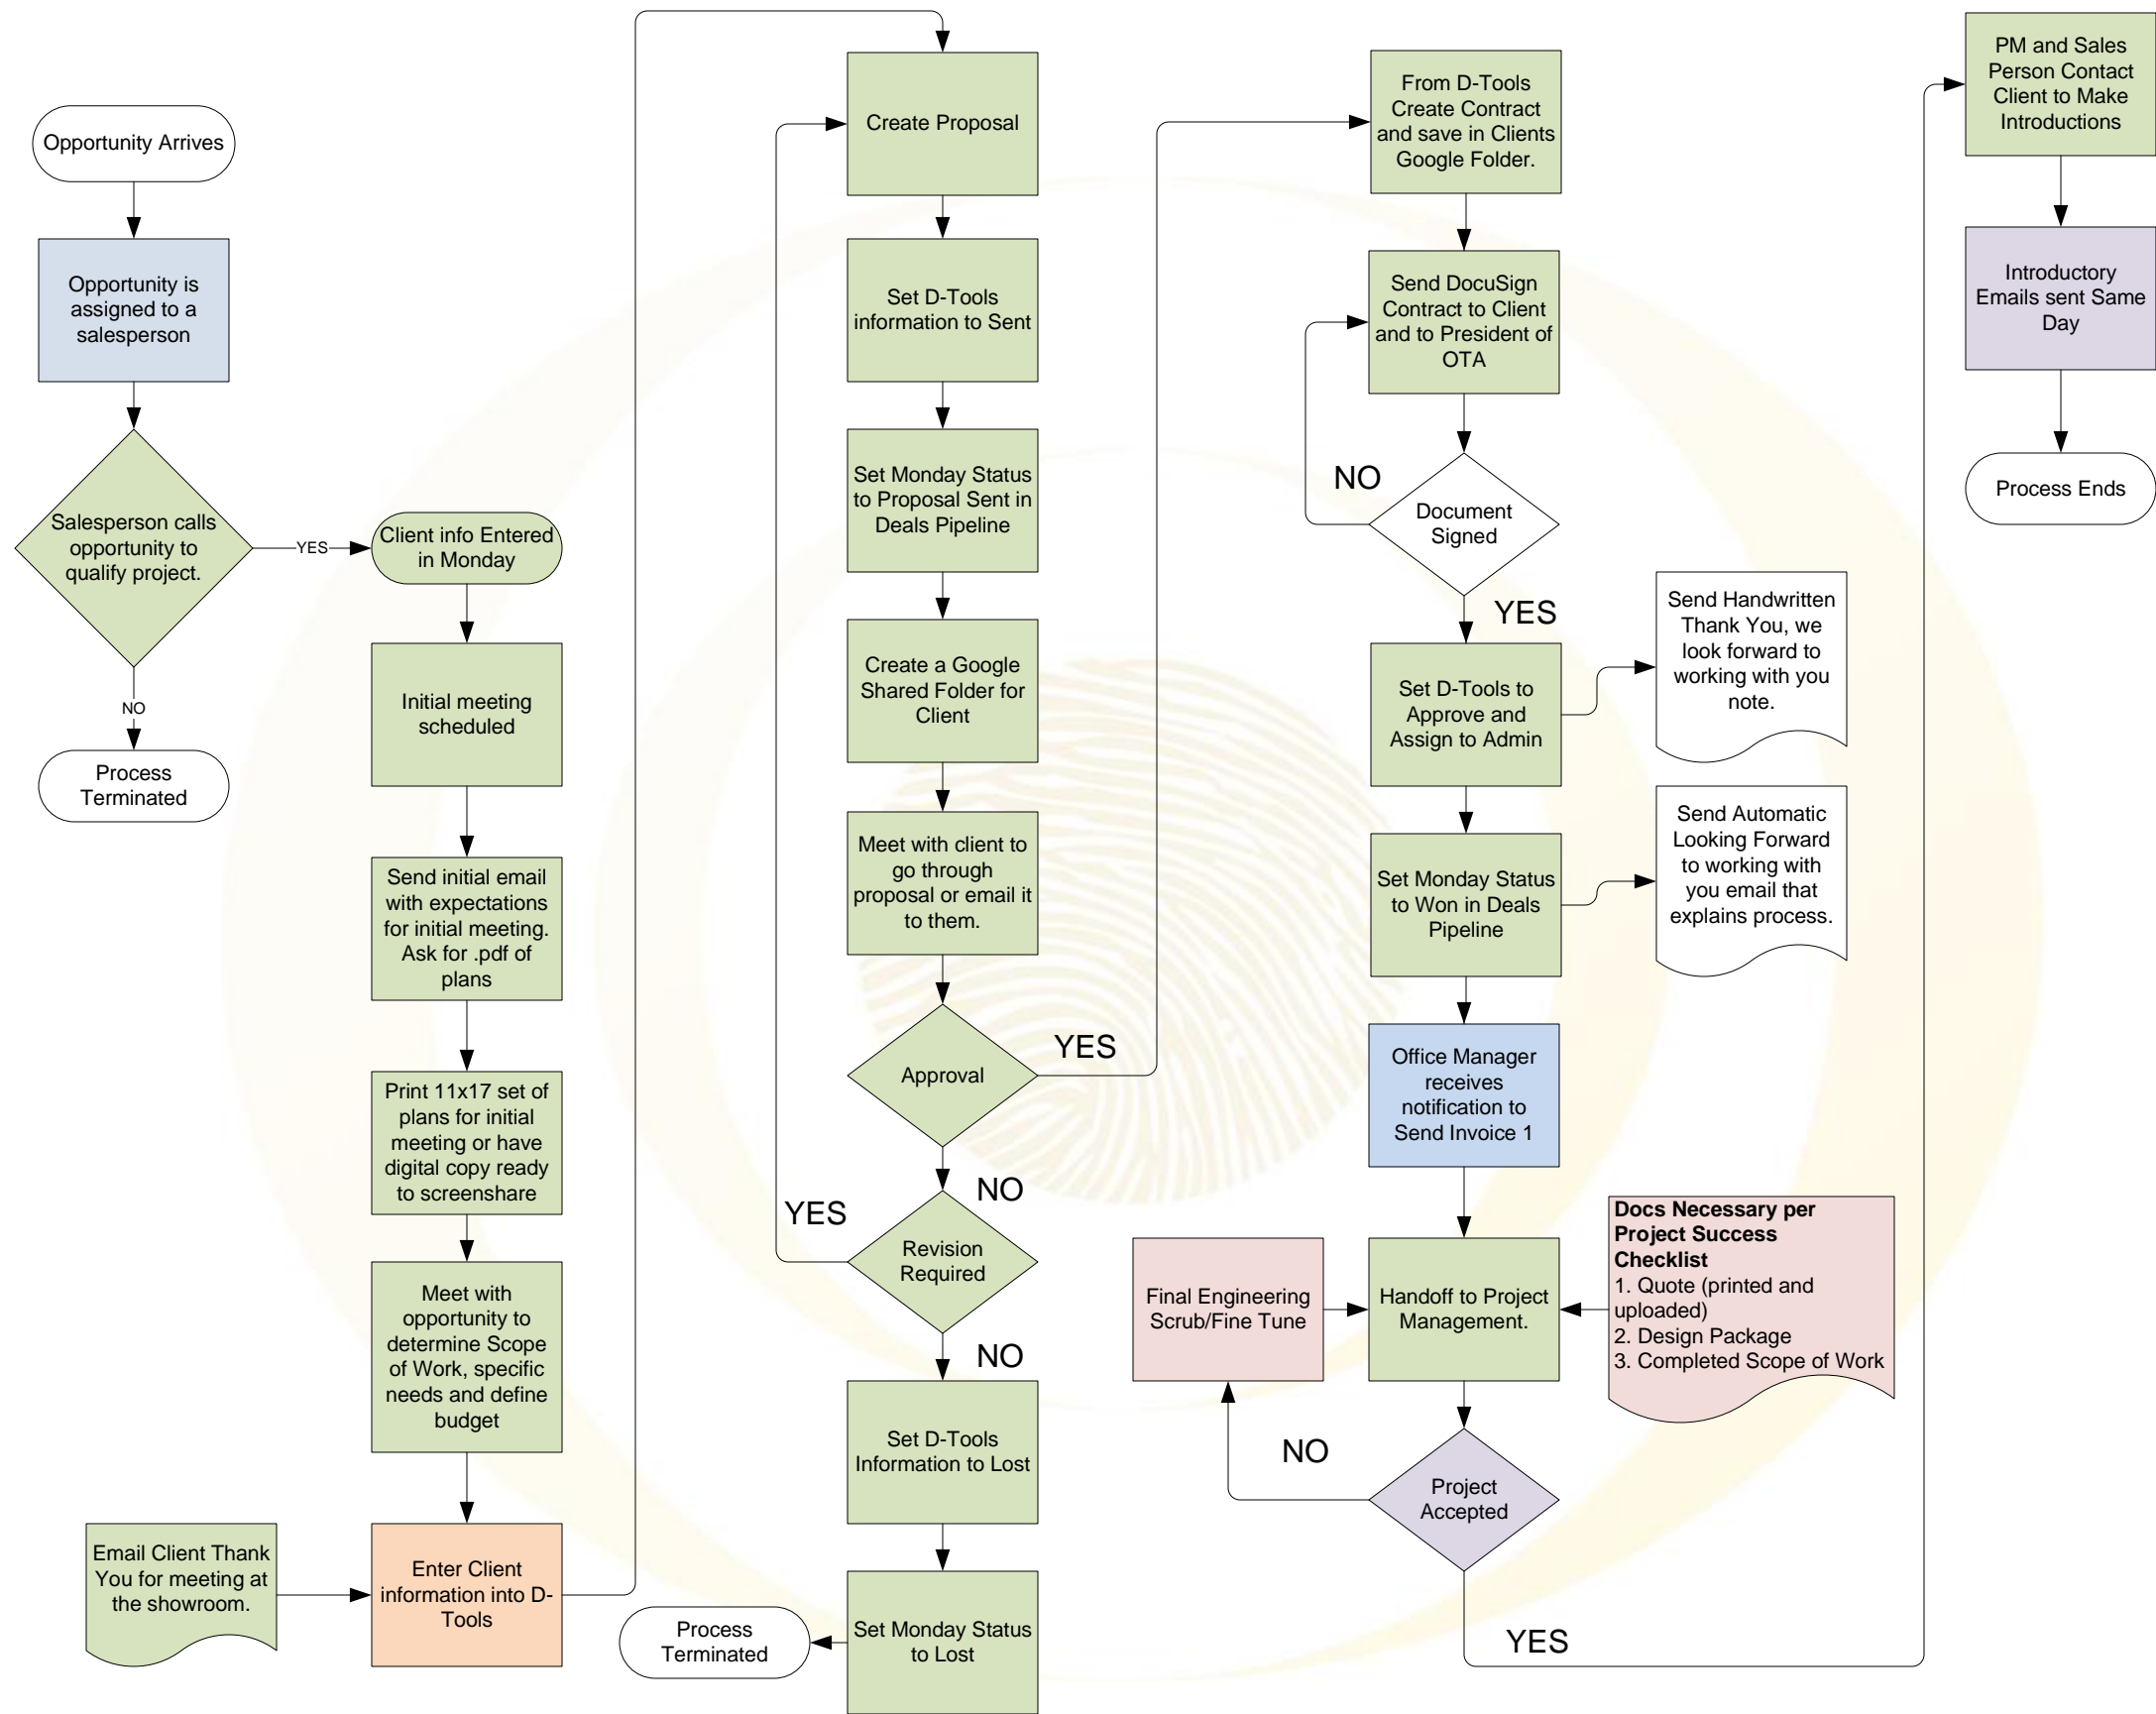 Opportunity Arrives
Opportunity is
assigned to a
salesperson
Salesperson calls
opportunity to
qualify project.
YES
NO
Process
Terminated
Client info Entered
in Monday
Initial meeting
scheduled
Send initial email
with expectations
for initial meeting.
Ask for .pdf of
plans
Print 11x17 set of
plans for initial
meeting or have
digital copy ready
to screenshare
Meet with
opportunity to
determine Scope
of Work, specific
needs and define
budget
Email Client Thank
You for meeting at
the showroom.
Enter Client
information into D-
Tools
Create Proposal
Set D-Tools
information to Sent
Set Monday Status
to Proposal Sent in
Deals Pipeline
Create a Google
Shared Folder for
Client
Meet with client to
go through
proposal or email it
to them.
Approval
YES
NO
Revision
Required
YES
NO
Set D-Tools
Information to Lost
Set Monday Status
to Lost
Process
Terminated
From D-Tools
Create Contract
and save in Clients
Google Folder.
Send DocuSign
Contract to Client
and to President of
OTA
Document
Signed
NO
YES
Set D-Tools to
Approve and
Assign to Admin
Send Handwritten
Thank You, we
look forward to
working with you
note.
Set Monday Status
to Won in Deals
Pipeline
Send Automatic
Looking Forward
to working with
you email that
explains process.
Office Manager
receives
notification to
Send Invoice 1
Final Engineering
Scrub/Fine Tune
Handoff to Project
Management.
Docs Necessary per
Project Success
Checklist
1. Quote (printed and
uploaded)
2. Design Package
3. Completed Scope of Work
Project
Accepted
NO
YES
PM and Sales
Person Contact
Client to Make
Introductions
Introductory
Emails sent Same
Day
Process Ends